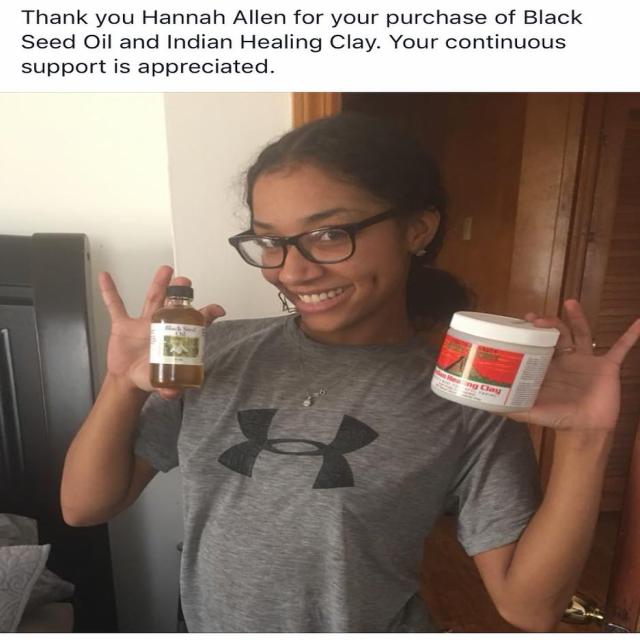 Thank you Hannah Allen for your purchase of Black
Seed Oil and Indian Healing Clay. Your continuous
support is appreciated.
Black Seed
Oil
Healing Clay